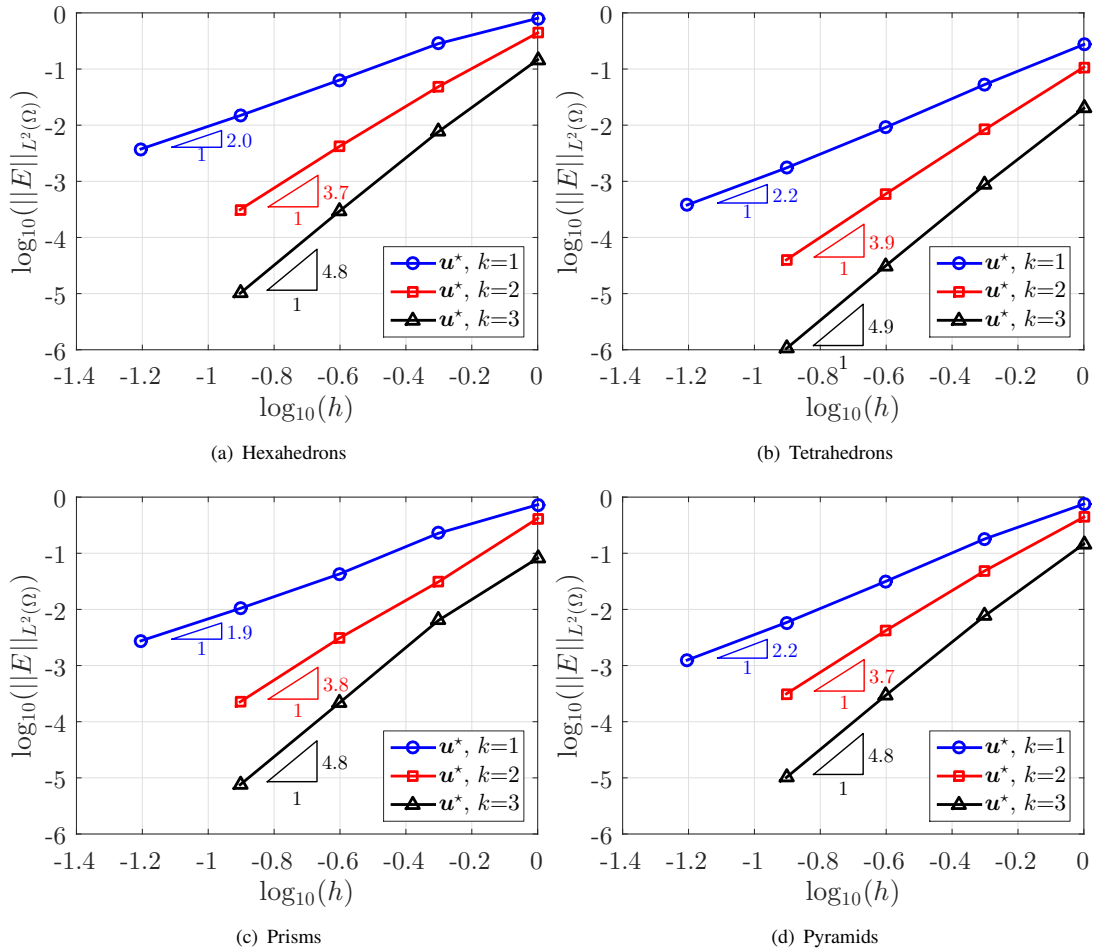 0
-1
-2
-3
-4
-5
-6
log10(||E||L2(Ω))
2.0
1
3.7
1
4.8
1
u⋆, k=1
u⋆, k=2
u⋆, k=3
-1.4 -1.2 -1 -0.8 -0.6 -0.4 -0.2 0
log10(h)
(a) Hexahedrons
0
-1
-2
-3
-4
-5
-6
log10(||E||L2(Ω))
2.2
1
3.9
1
4.9
1
u⋆, k=1
u⋆, k=2
u⋆, k=3
-1.4 -1.2 -1 -0.8 -0.6 -0.4 -0.2 0
log10(h)
(b) Tetrahedrons
0
-1
-2
-3
-4
-5
-6
log10(||E||L2(Ω))
1.9
1
3.8
1
4.8
1
u⋆, k=1
u⋆, k=2
u⋆, k=3
-1.4 -1.2 -1 -0.8 -0.6 -0.4 -0.2 0
log10(h)
(c) Prisms
0
-1
-2
-3
-4
-5
-6
log10(||E||L2(Ω))
2.2
1
3.7
1
4.8
1
u⋆, k=1
u⋆, k=2
u⋆, k=3
-1.4 -1.2 -1 -0.8 -0.6 -0.4 -0.2 0
log10(h)
(d) Pyramids